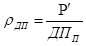 ρ_ДП = Р′ / ДП_П